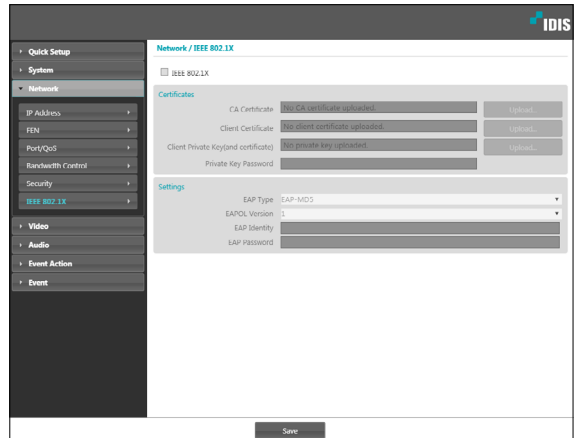 IDIS
Quick Setup
System
Network
IP Address
FEN
Port/QoS
Bandwidth Control
Security
IEEE 802.1X
Video
Audio
Event Action
Event
Network / IEEE 802.1X
IEEE 802.1X
Certificates
CA Certificate No CA certificate uploaded. Upload...
Client Certificate No client certificate uploaded. Upload...
Client Private Key(and certificate) No private key uploaded. Upload...
Private Key Password
Settings
EAP Type EAP-MD5
EAPOL Version 1
EAP Identity
EAP Password
Save